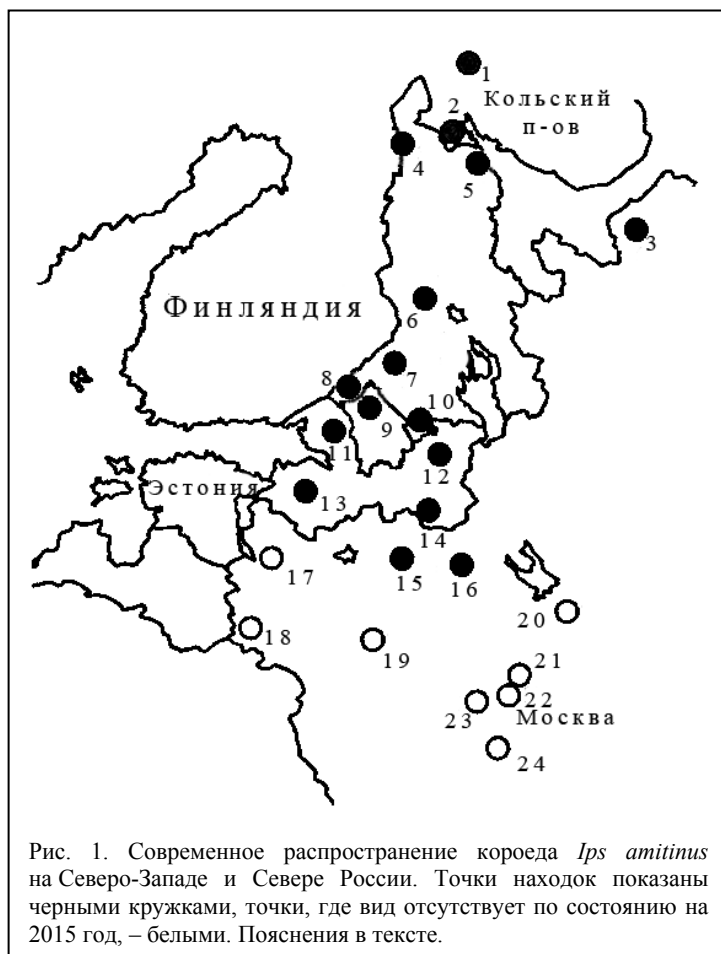 1
2
Кольский
п-ов
4
5
3
Финляндия
6
7
8
9
10
11
12
Эстония
13
14
17
15
16
20
18
19
21
22
23
Москва
24
Рис. 1. Современное распространение короеда Ips amitinus
на Северо-Западе и Севере России. Точки находок показаны
черными кружками, точки, где вид отсутствует по состоянию на
2015 год, – белыми. Пояснения в тексте.